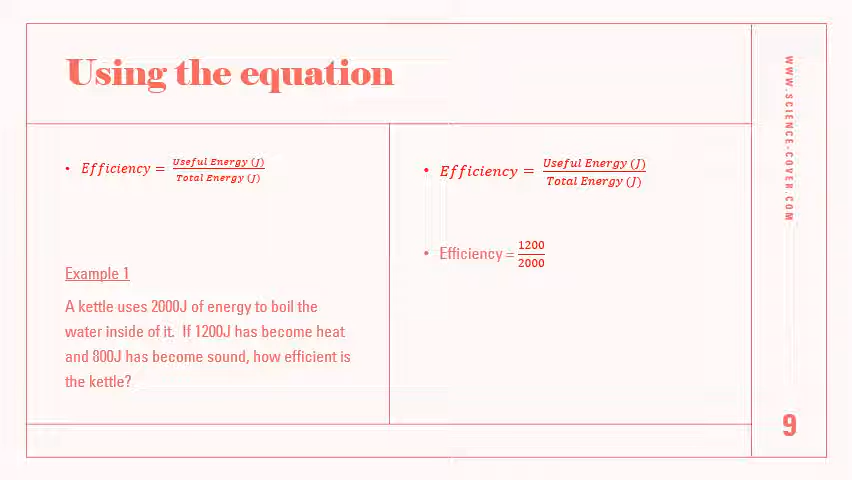 Using the equation
• Efficiency = Useful Energy (J) / Total Energy (J)
Example 1
A kettle uses 2000J of energy to boil the
water inside of it.  If 1200J has become heat
and 800J has become sound, how efficient is
the kettle?
• Efficiency = Useful Energy (J) / Total Energy (J)
• Efficiency = 1200 / 2000
WWW.SCIENCE-COVER.COM
9